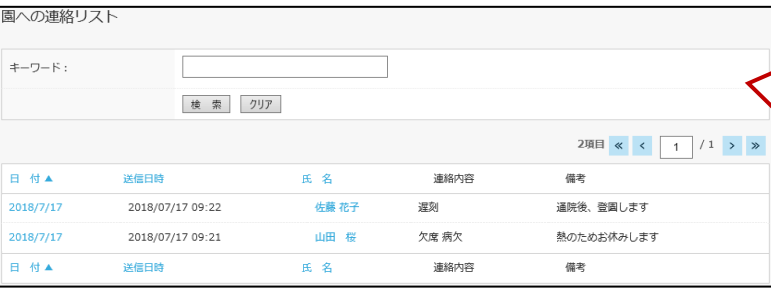 園への連絡リスト
キーワード：
検　索 クリア
2項目 « ‹ 1 / 1 › »
日　付▲ 送信日時 氏　名 連絡内容 備考
2018/7/17 2018/07/17 09:22 佐藤 花子 遅刻 通院後、登園します
2018/7/17 2018/07/17 09:21 山田　桜 欠席 病欠 熱のためお休みします
日　付▲ 送信日時 氏　名 連絡内容 備考